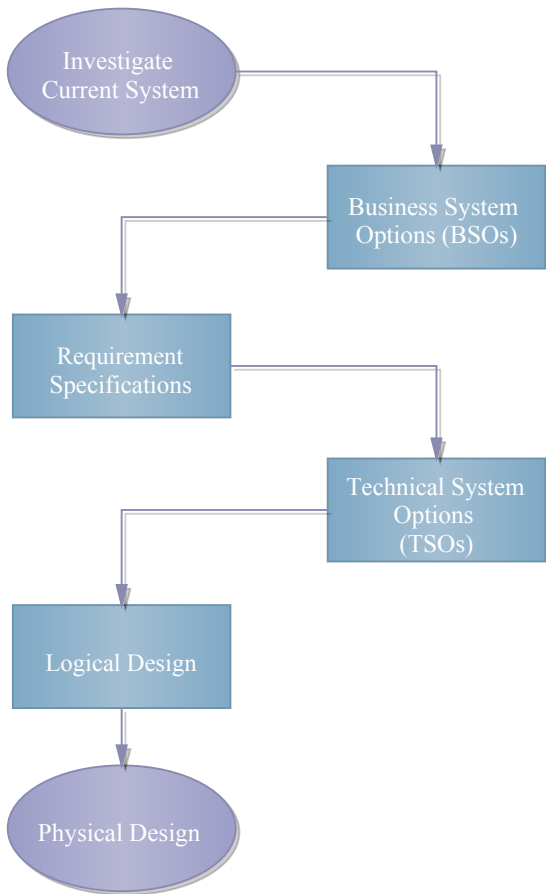 Investigate
Current System
Business System
Options (BSOs)
Requirement
Specifications
Technical System
Options
(TSOs)
Logical Design
Physical Design